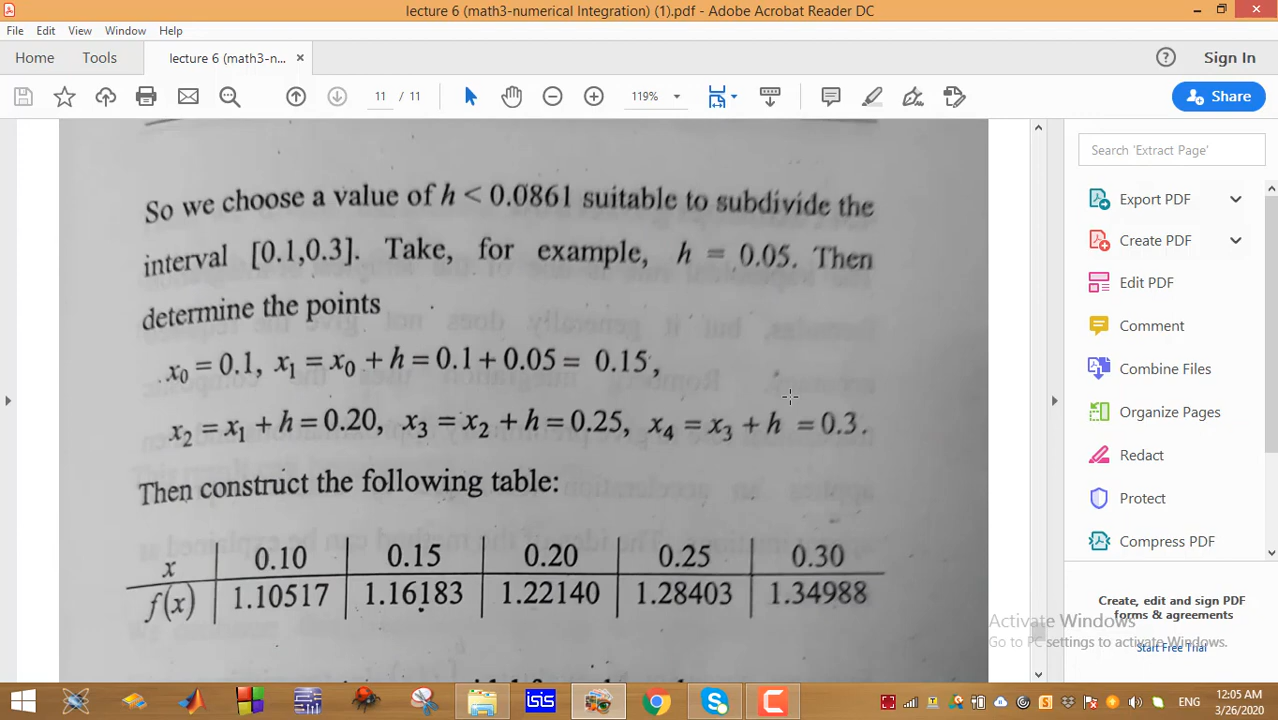 lecture 6 (math3-numerical Integration) (1).pdf - Adobe Acrobat Reader DC
File Edit View Window Help
Home Tools lecture 6 (math3-n... × Sign In
11 / 11 119% Share
So we choose a value of h < 0.0861 suitable to subdivide the
interval [0.1,0.3]. Take, for example, h = 0.05. Then
determine the points
x₀ = 0.1, x₁ = x₀ + h = 0.1 + 0.05 = 0.15,
x₂ = x₁ + h = 0.20, x₃ = x₂ + h = 0.25, x₄ = x₃ + h = 0.3.
Then construct the following table:
x 0.10 0.15 0.20 0.25 0.30
f(x) 1.10517 1.16183 1.22140 1.28403 1.34988
Search 'Extract Page'
Export PDF
Create PDF
Edit PDF
Comment
Combine Files
Organize Pages
Redact
Protect
Compress PDF
Create, edit and sign PDF
forms & agreements
Start Free Trial
Activate Windows
Go to PC settings to activate Windows.
isis
ENG
12:05 AM
3/26/2020